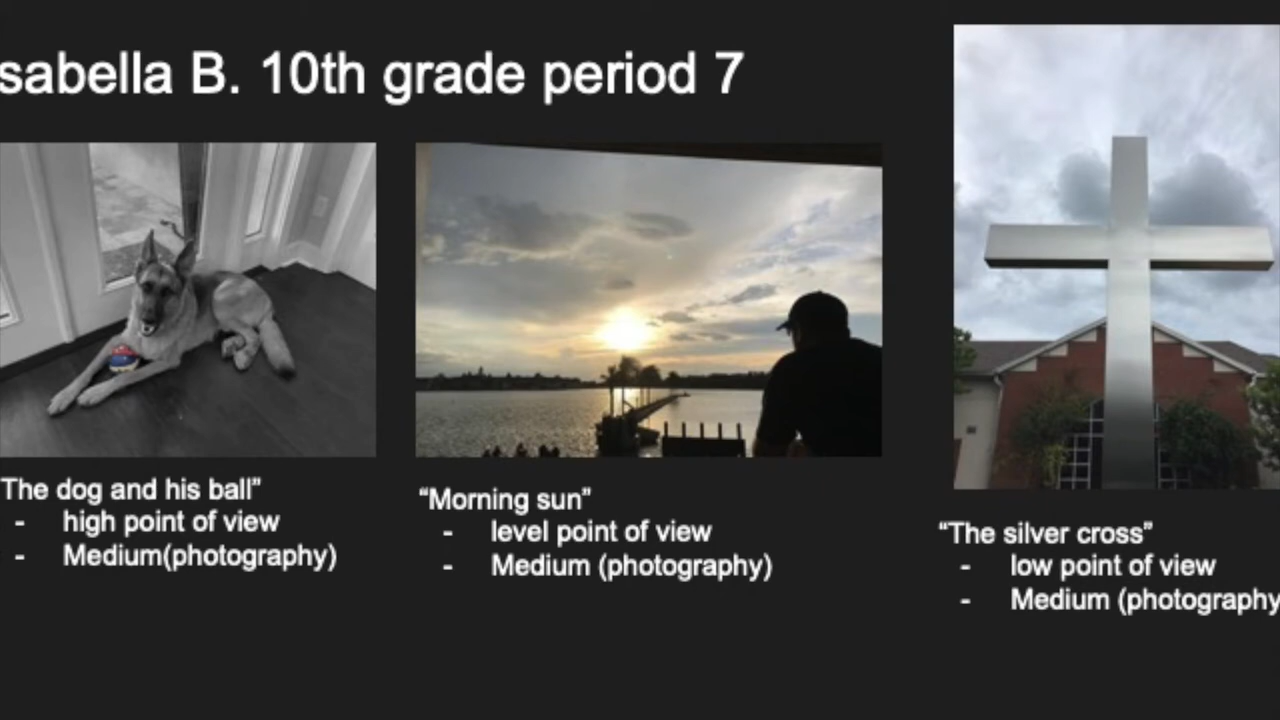 sabella B. 10th grade period 7
The dog and his ball”
- high point of view
- Medium(photography)
“Morning sun”
- level point of view
- Medium (photography)
“The silver cross”
- low point of view
- Medium (photography